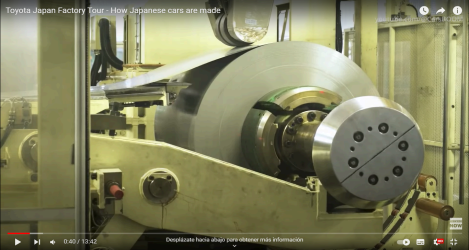 Toyota Japan Factory Tour - How Japanese cars are made
0:40 / 13:42
Desplázate hacia abajo para obtener más información